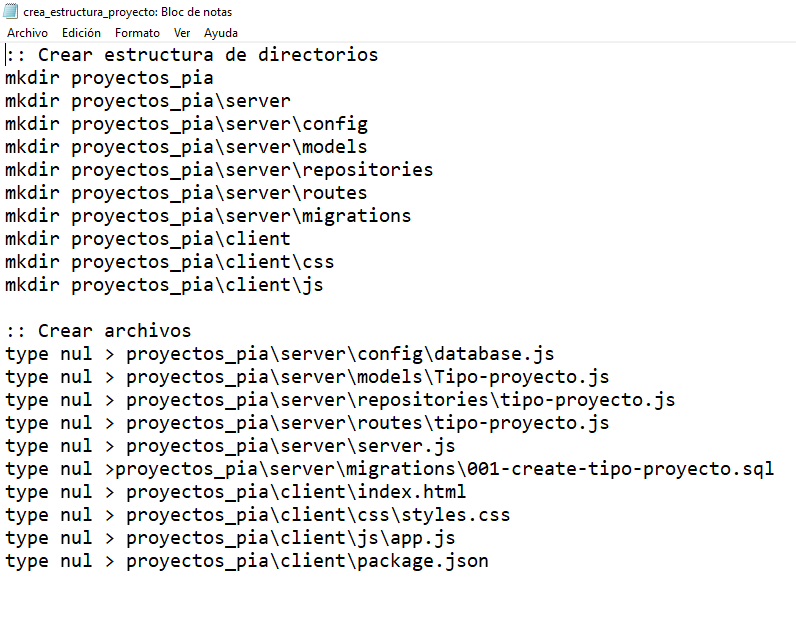 crea_estructura_proyecto: Bloc de notas
Archivo Edición Formato Ver Ayuda
:: Crear estructura de directorios
mkdir proyectos_pia
mkdir proyectos_pia\server
mkdir proyectos_pia\server\config
mkdir proyectos_pia\server\models
mkdir proyectos_pia\server\repositories
mkdir proyectos_pia\server\routes
mkdir proyectos_pia\server\migrations
mkdir proyectos_pia\client
mkdir proyectos_pia\client\css
mkdir proyectos_pia\client\js

:: Crear archivos
type nul > proyectos_pia\server\config\database.js
type nul > proyectos_pia\server\models\Tipo-proyecto.js
type nul > proyectos_pia\server\repositories\tipo-proyecto.js
type nul > proyectos_pia\server\routes\tipo-proyecto.js
type nul > proyectos_pia\server\server.js
type nul >proyectos_pia\server\migrations\001-create-tipo-proyecto.sql
type nul > proyectos_pia\client\index.html
type nul > proyectos_pia\client\css\styles.css
type nul > proyectos_pia\client\js\app.js
type nul > proyectos_pia\client\package.json